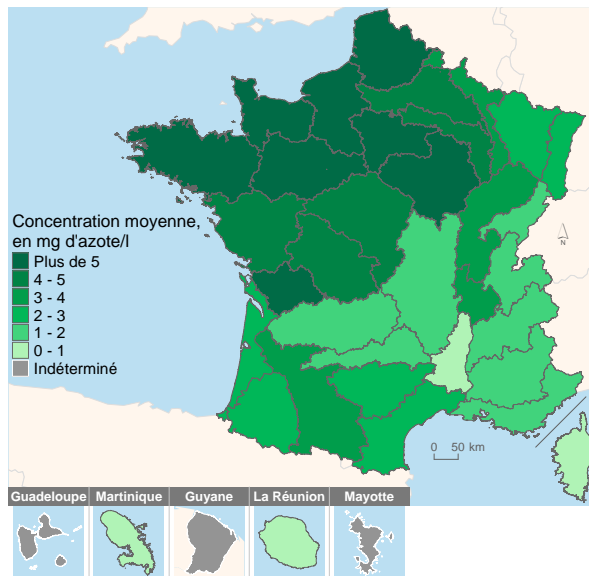 Concentration moyenne,
en mg d'azote/l
Plus de 5
4 - 5
3 - 4
2 - 3
1 - 2
0 - 1
Indéterminé
N
0 50 km
Guadeloupe Martinique Guyane La Réunion Mayotte